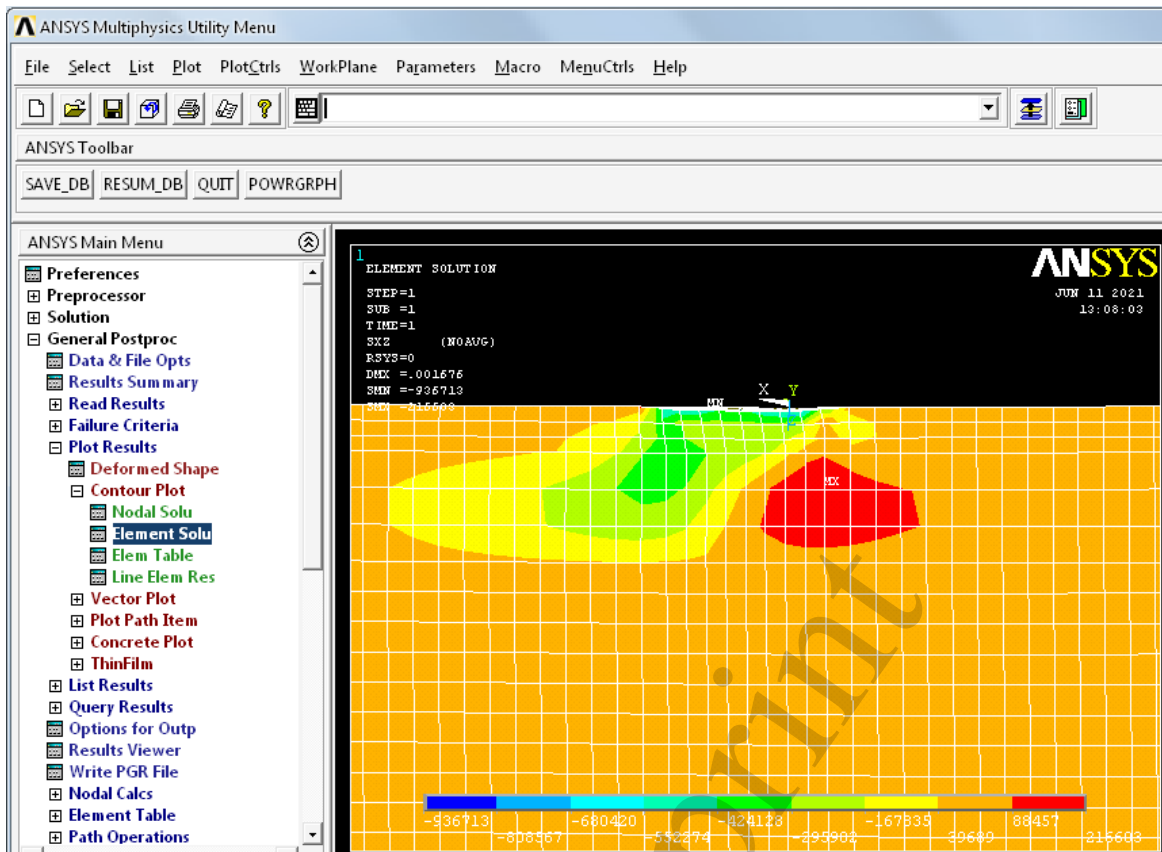 ANSYS Multiphysics Utility Menu
File Select List Plot PlotCtrls WorkPlane Parameters Macro MenuCtrls Help
ANSYS Toolbar
SAVE_DB RESUM_DB QUIT POWRGRPH
ANSYS Main Menu
Preferences
Preprocessor
Solution
General Postproc
Data & File Opts
Results Summary
Read Results
Failure Criteria
Plot Results
Deformed Shape
Contour Plot
Nodal Solu
Element Solu
Elem Table
Line Elem Res
Vector Plot
Plot Path Item
Concrete Plot
ThinFilm
List Results
Query Results
Options for Outp
Results Viewer
Write PGR File
Nodal Calcs
Element Table
Path Operations
1
ELEMENT SOLUTION
STEP=1
SUB =1
TIME=1
SXZ (NOAVG)
RSYS=0
DMX =.001676
SMN =-936713
ANSYS
JUN 11 2021
13:08:03
X Y
MN
Z
MX
print
-936713 -680420 -424128 -167835 88457
-808567 -552274 -295982 -39689 216603